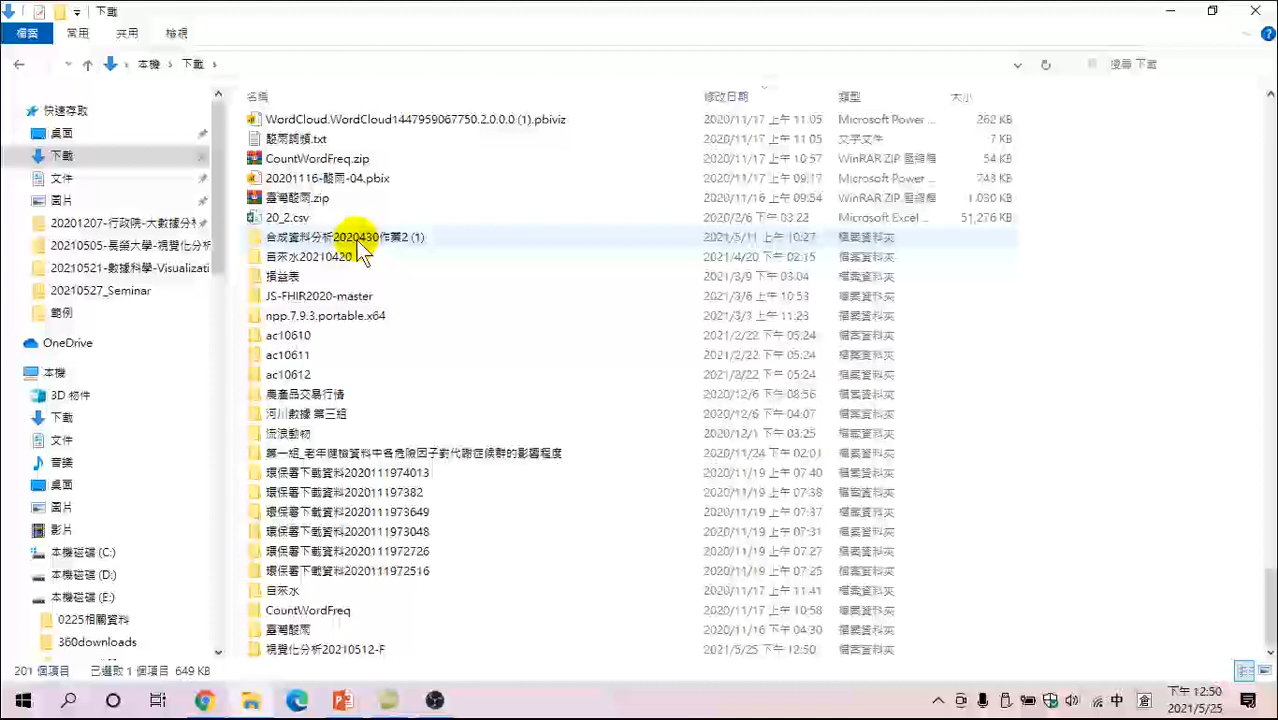 下載
檔案 常用 共用 檢視
本機 下載 搜尋 下載
名稱 修改日期 類型 大小
快速存取
桌面
下載
文件
圖片
20201207-行政院-大數據分析
20210505-長榮大學-視覺化分析
20210521-數據科學-Visualizati
20210527_Seminar
範例
OneDrive
本機
3D 物件
下載
文件
音樂
桌面
圖片
影片
本機磁碟 (C:)
本機磁碟 (D:)
本機磁碟 (E:)
0225相關資料
360downloads
WordCloud.WordCloud1447959067750.2.0.0.0 (1).pbiviz 2020/11/17 上午 11:05 Microsoft Power ... 262 KB
酸雨詞頻.txt 2020/11/17 上午 11:05 文字文件 7 KB
CountWordFreq.zip 2020/11/17 上午 10:57 WinRAR ZIP 壓縮檔 54 KB
20201116-酸雨-04.pbix 2020/11/17 上午 11:05 Microsoft Power ... 743 KB
臺灣酸雨.zip 2020/11/16 上午 09:54 WinRAR ZIP 壓縮檔 KB
20_2.csv 2020/2/6 下午 03:22 Microsoft Excel ... 51,276 KB
合成資料分析2020430作業2 (1) 2021/5/11 上午 10:27 檔案資料夾
自來水20210420 2021/4/20 下午 02:15 檔案資料夾
損益表 2021/3/9 下午 03:04 檔案資料夾
JS-FHIR2020-master 2021/3/6 上午 10:53 檔案資料夾
npp.7.9.3.portable.x64 2021/3/3 上午 11:23 檔案資料夾
ac10610 2021/2/22 下午 05:24 檔案資料夾
ac10611 2021/2/22 下午 05:24 檔案資料夾
ac10612 2021/2/22 下午 05:24 檔案資料夾
農產品交易行情 2020/12/6 下午 08:56 檔案資料夾
河川數據 第三組 2020/12/6 下午 04:07 檔案資料夾
流浪動物 2020/12/1 下午 03:25 檔案資料夾
第一組_老年健檢資料中各危險因子對代謝症候群的影響程度 2020/11/24 下午 02:01 檔案資料夾
環保署下載資料2020111974013 2020/11/19 上午 07:40 檔案資料夾
環保署下載資料202011197382 2020/11/19 上午 07:38 檔案資料夾
環保署下載資料2020111973649 2020/11/19 上午 07:37 檔案資料夾
環保署下載資料2020111973048 2020/11/19 上午 07:31 檔案資料夾
環保署下載資料2020111972726 2020/11/19 上午 07:27 檔案資料夾
環保署下載資料2020111972516 2020/11/19 上午 07:25 檔案資料夾
自來水 2020/11/17 上午 11:41 檔案資料夾
CountWordFreq 2020/11/17 上午 10:58 檔案資料夾
臺灣酸雨 2020/11/16 上午 04:30 檔案資料夾
視覺化分析20210512-F 2021/5/25 下午 12:50 檔案資料夾
201 個項目 已選取 1 個項目 649 KB
中 倉 下午 12:50
2021/5/25